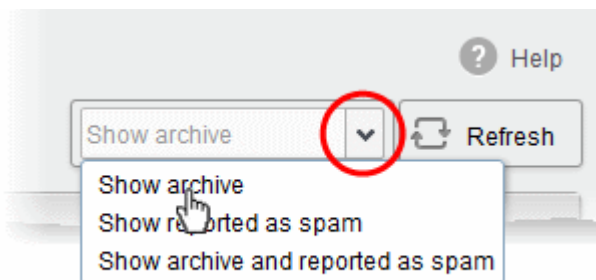 Help
Show archive
Refresh
Show archive
Show reported as spam
Show archive and reported as spam